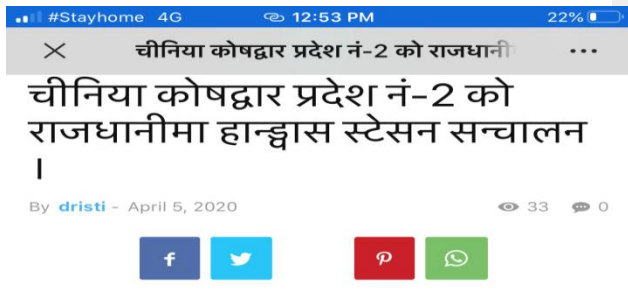 #Stayhome 4G 12:53 PM 22%
चीनिया कोषद्वार प्रदेश नं-2 को राजधानी
चीनिया कोषद्वार प्रदेश नं-2 को
राजधानीमा हान्ड्वास स्टेसन सन्चालन
।
By dristi - April 5, 2020 33 0